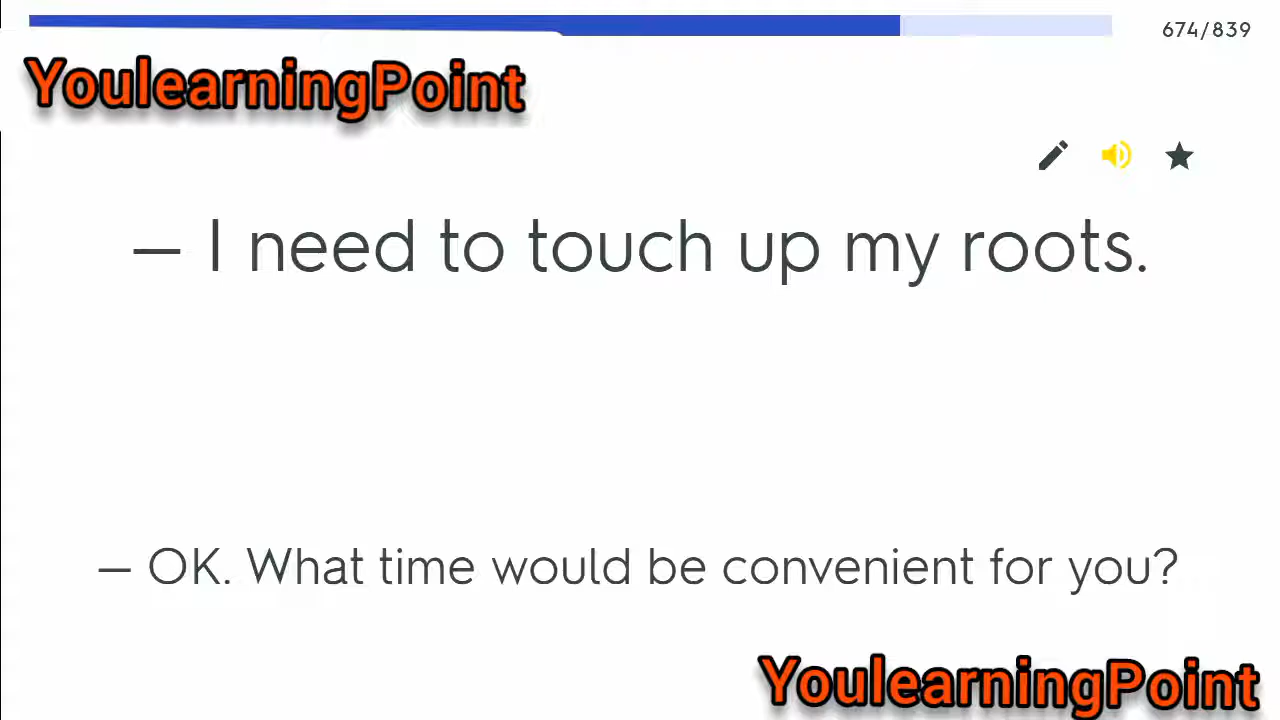 674/839
YoulearningPoint
– I need to touch up my roots.
– OK. What time would be convenient for you?
YoulearningPoint